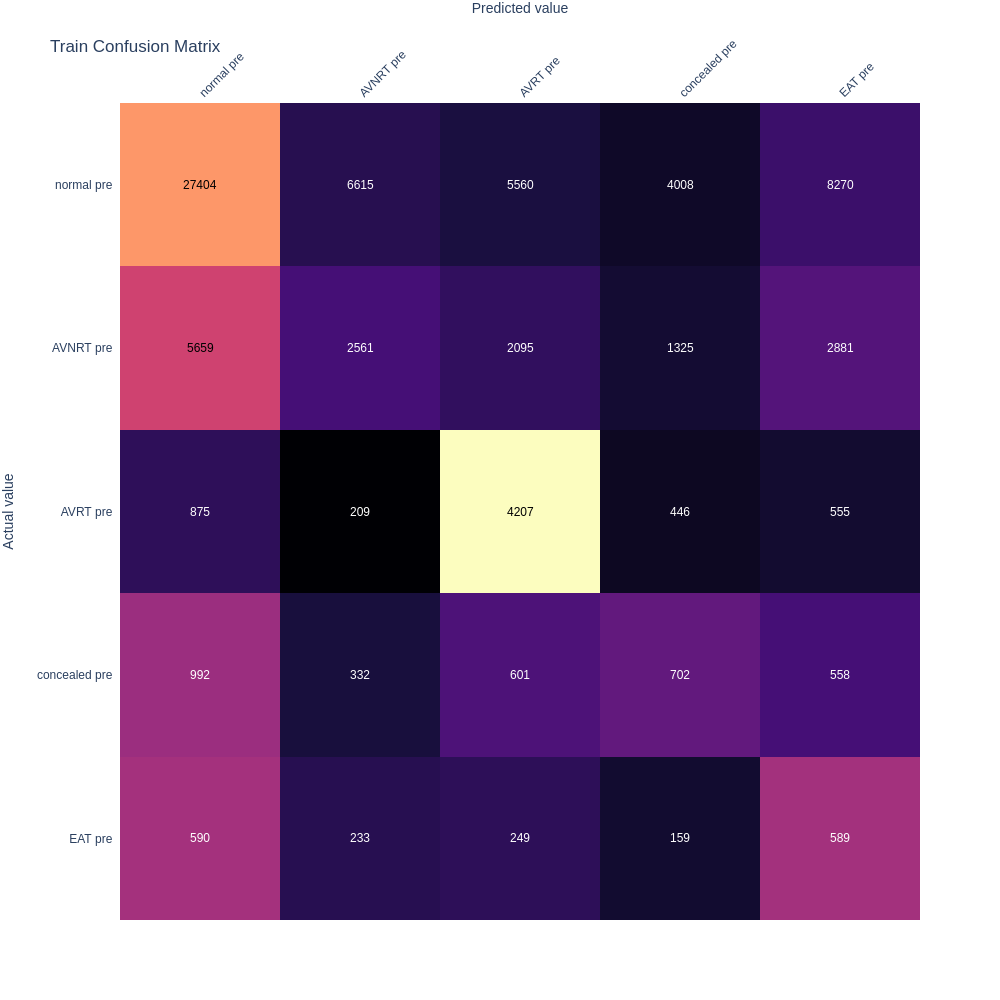 Predicted value
Train Confusion Matrix
normal pre AVNRT pre AVRT pre concealed pre EAT pre
normal pre 27404 6615 5560 4008 8270
AVNRT pre 5659 2561 2095 1325 2881
Actual value
AVRT pre 875 209 4207 446 555
concealed pre 992 332 601 702 558
EAT pre 590 233 249 159 589